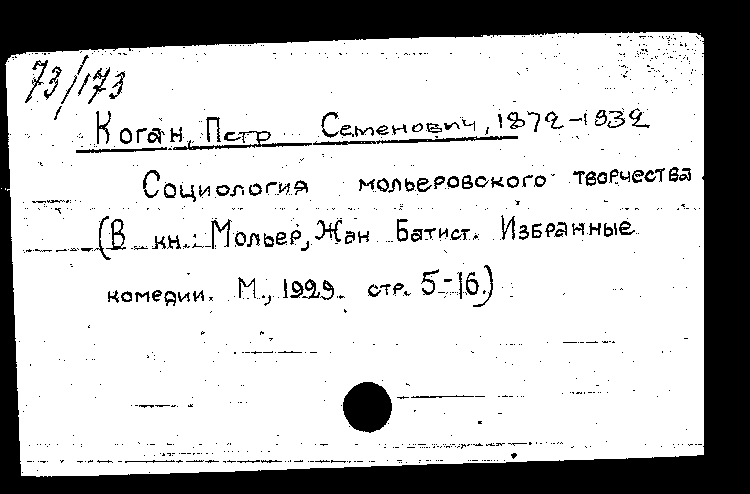 73/173
Коган, Петр Семенович, 1872-1932
Социология мольеровского творчества.
(В кн.: Мольер, Жан Батист. Избранные
комедии. М., 1929. стр. 5-16.)